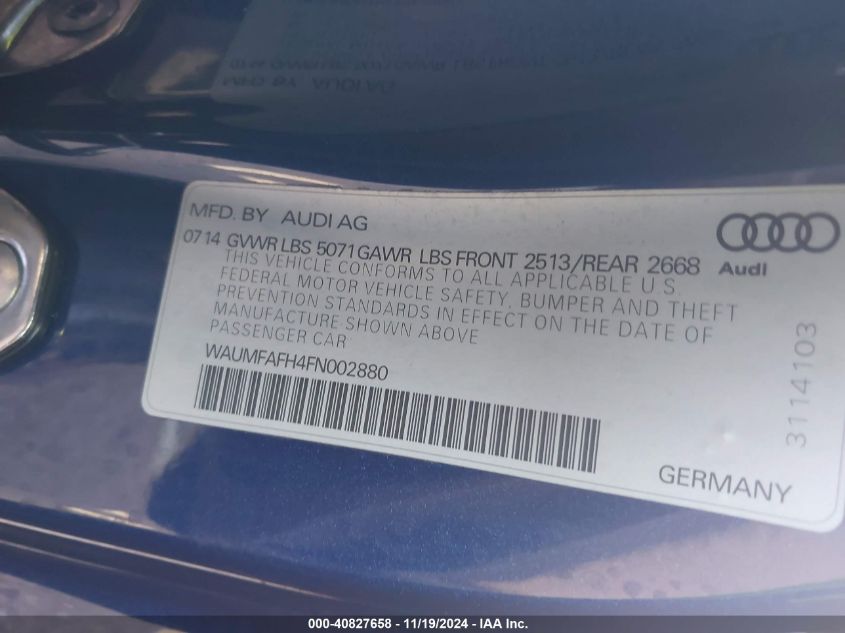 MFD. BY AUDI AG
07 14 GVWR LBS 5071 GAWR LBS FRONT 2513/REAR 2668
THIS VEHICLE CONFORMS TO ALL APPLICABLE U S
FEDERAL MOTOR VEHICLE SAFETY, BUMPER AND THEFT
PREVENTION STANDARDS IN EFFECT ON THE DATE OF
MANUFACTURE SHOWN ABOVE
PASSENGER CAR
WAUMFAFH4FN002880
Audi
3114103
GERMANY
000-40827658 - 11/19/2024 - IAA Inc.